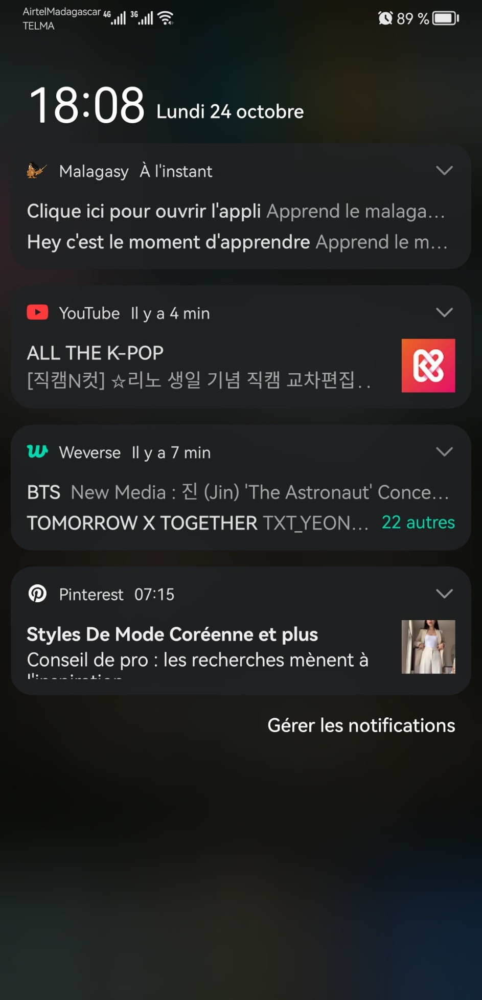 AirtelMadagascar 4G 3G 89 %
TELMA
18:08 Lundi 24 octobre
Malagasy À l'instant
Clique ici pour ouvrir l'appli Apprend le malaga...
Hey c'est le moment d'apprendre Apprend le m...
YouTube Il y a 4 min
ALL THE K-POP
[직캠N컷] ☆리노 생일 기념 직캠 교차편집..
Weverse Il y a 7 min
BTS New Media : 진 (Jin) 'The Astronaut' Conce...
TOMORROW X TOGETHER TXT_YEON... 22 autres
Pinterest 07:15
Styles De Mode Coréenne et plus
Conseil de pro : les recherches mènent à
l'inspiration
Gérer les notifications